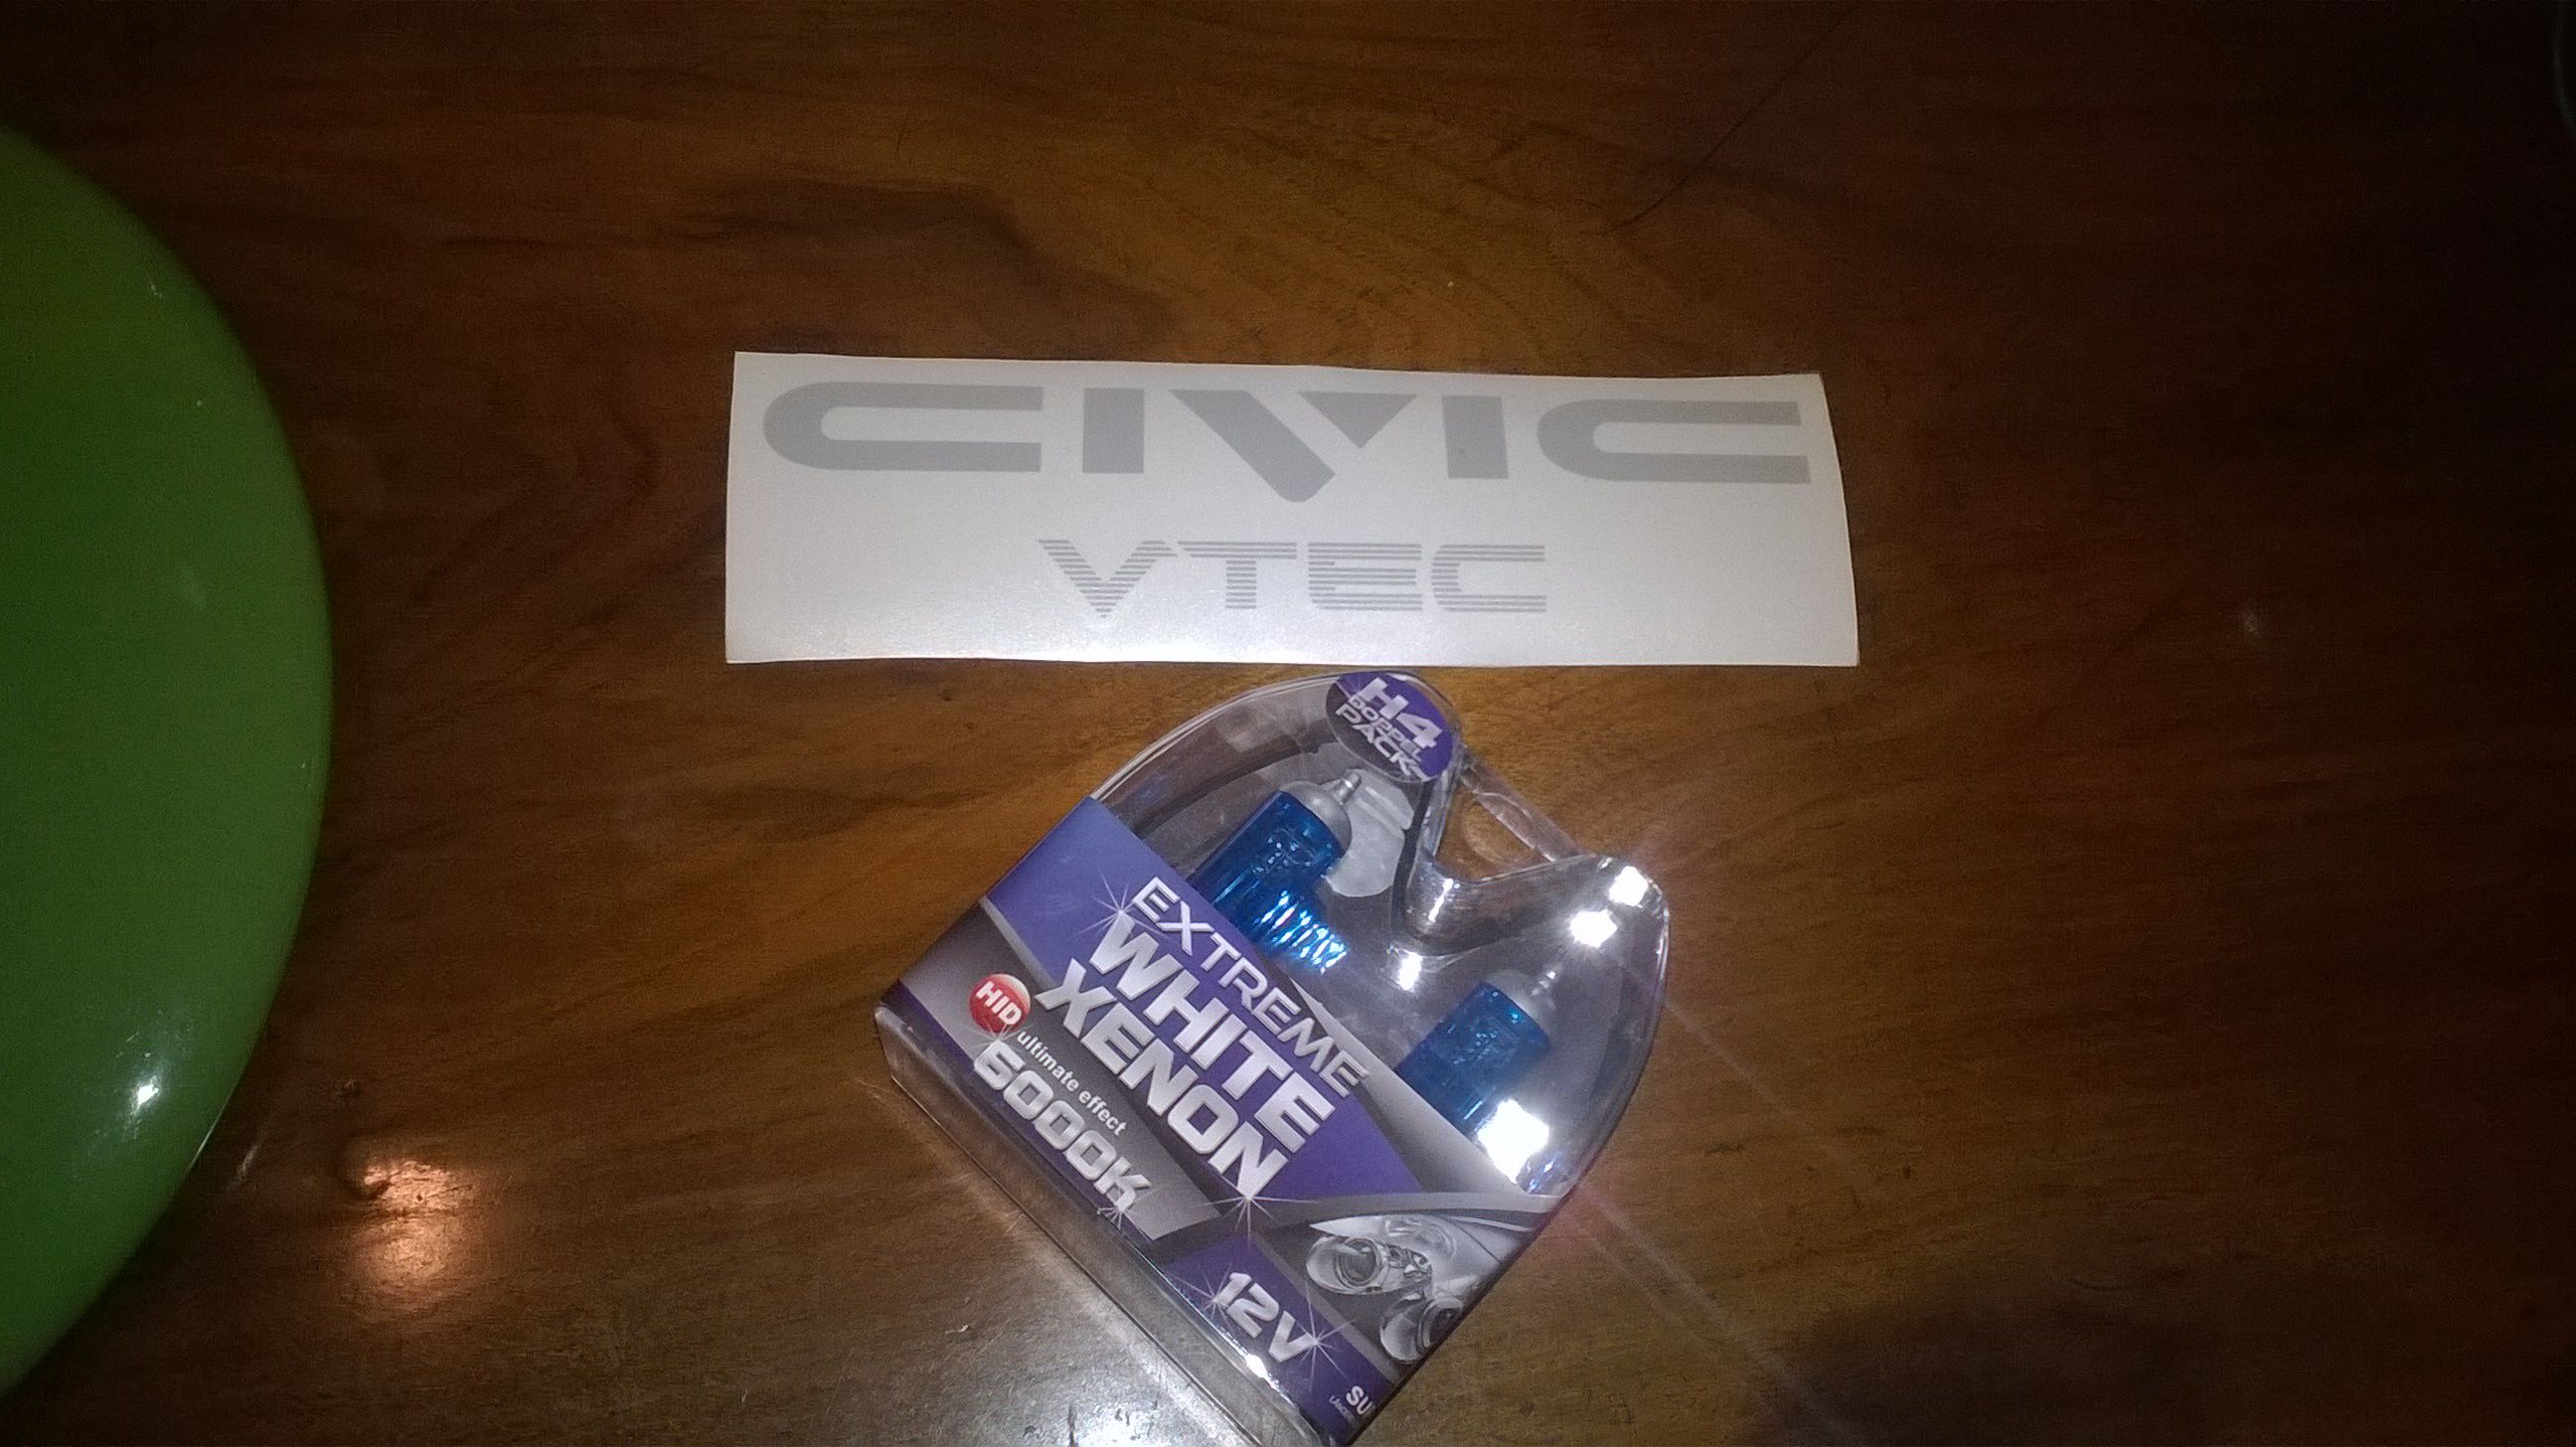 CIVIC
VTEC
H4
DOPPEL
PACK
EXTREME
WHITE
XENON
HID
ultimate effect
6000K
12V